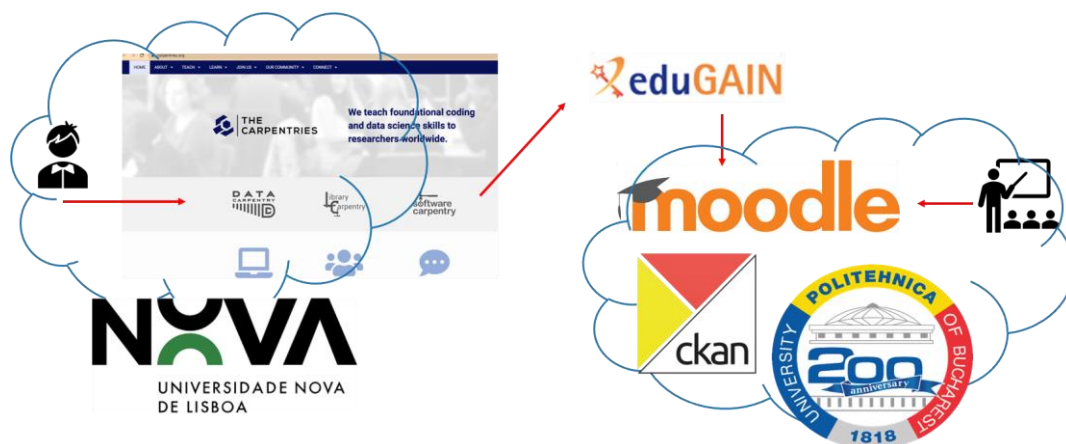 HOME ABOUT TEACH LEARN JOIN US OUR COMMUNITY CONNECT
THE
CARPENTRIES
We teach foundational coding
and data science skills to
researchers worldwide.
DATA
CARPENTRY
Library
Carpentry
software
carpentry
NOVA
UNIVERSIDADE NOVA
DE LISBOA
eduGAIN
moodle
ckan
UNIVERSITY POLITEHNICA OF BUCHAREST
200
anniversary
1818